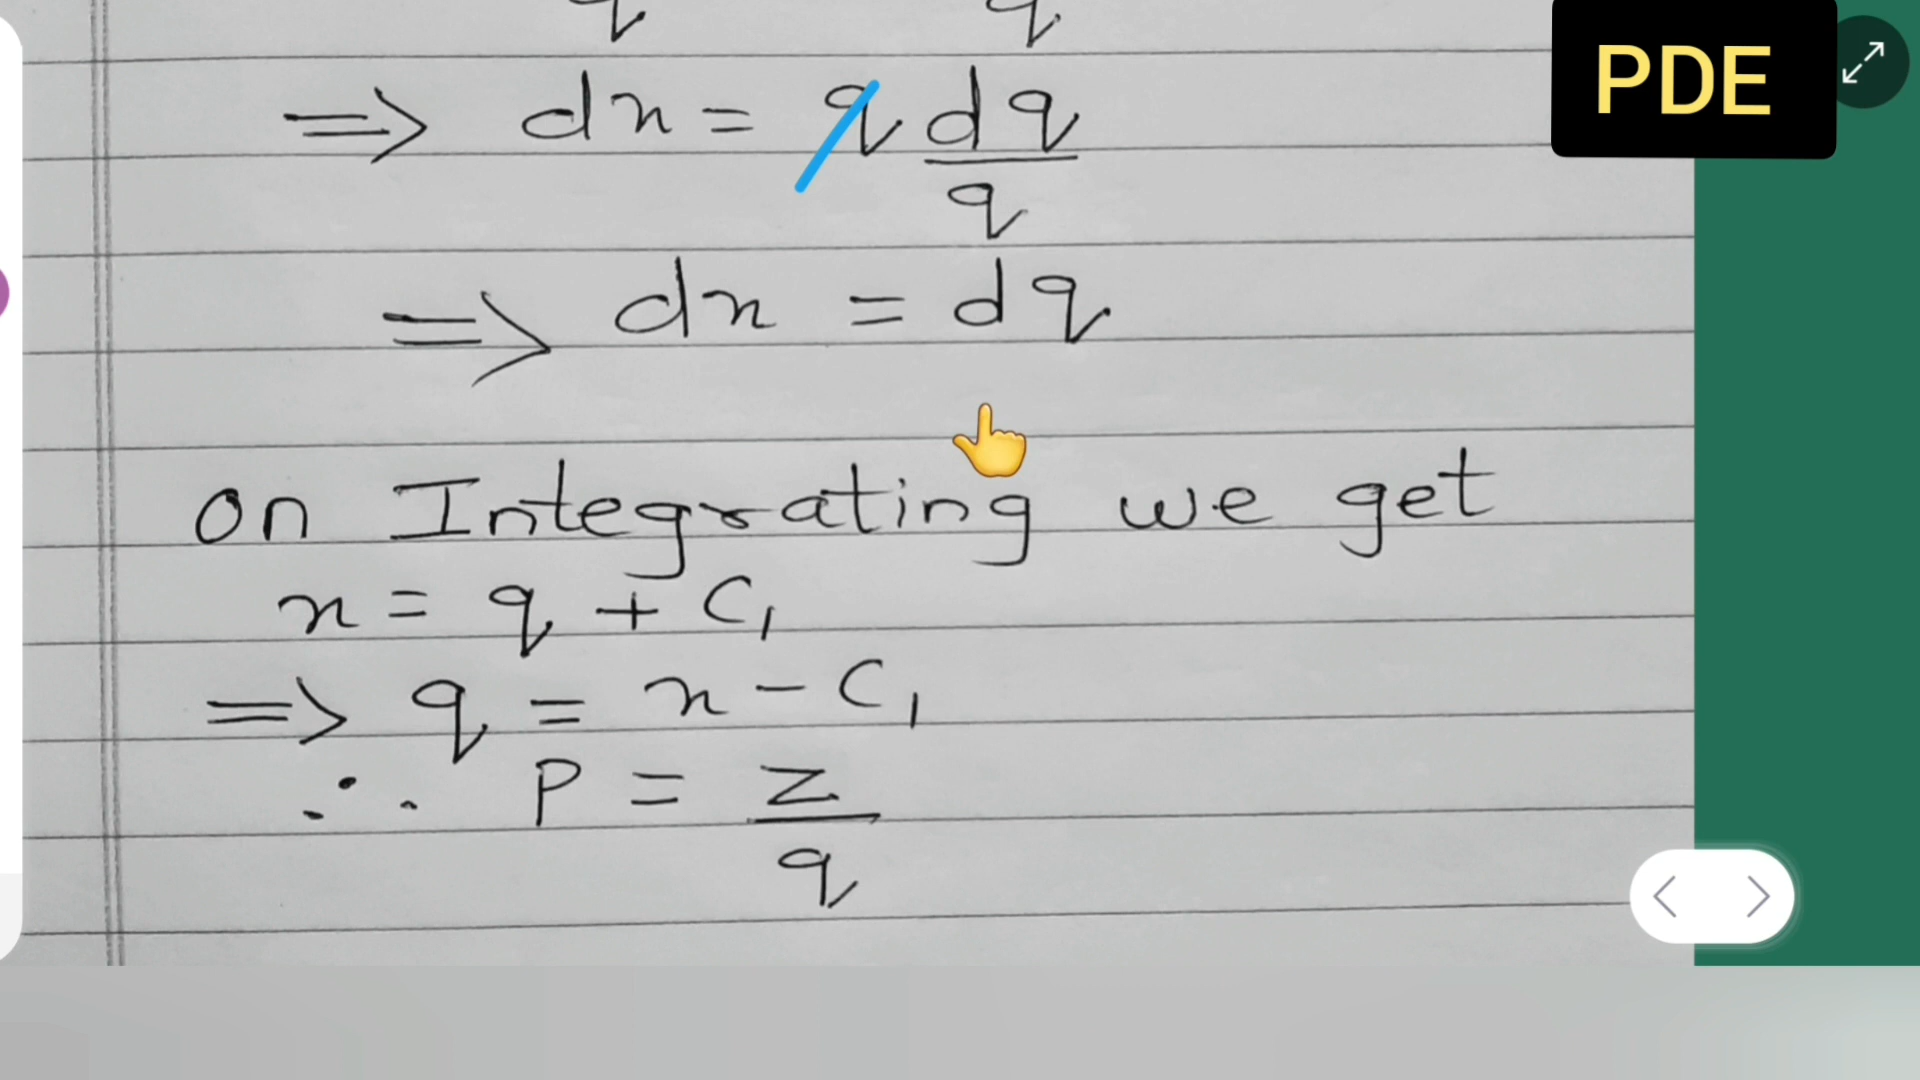 q q
PDE
⇒ dx = q dq/q
⇒ dx = dq
on Integrating we get
x = q + C₁
⇒ q = x - C₁
∴ P = z/q